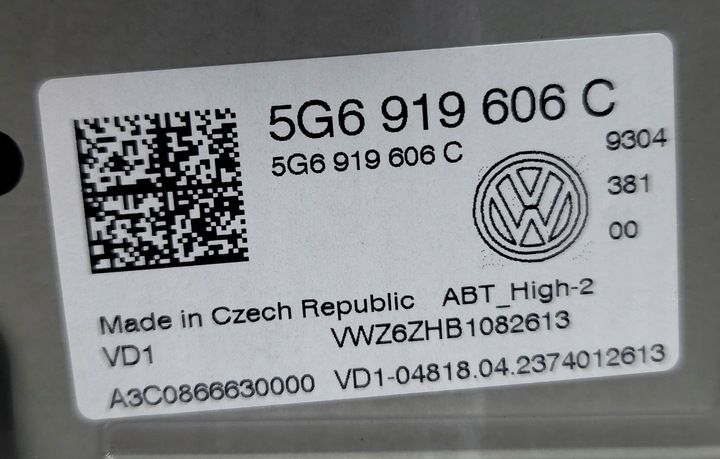 5G6 919 606 C
5G6 919 606 C
9304
381
00
Made in Czech Republic ABT_High-2
VD1 VWZ6ZHB1082613
A3C0866630000 VD1-04818.04.2374012613